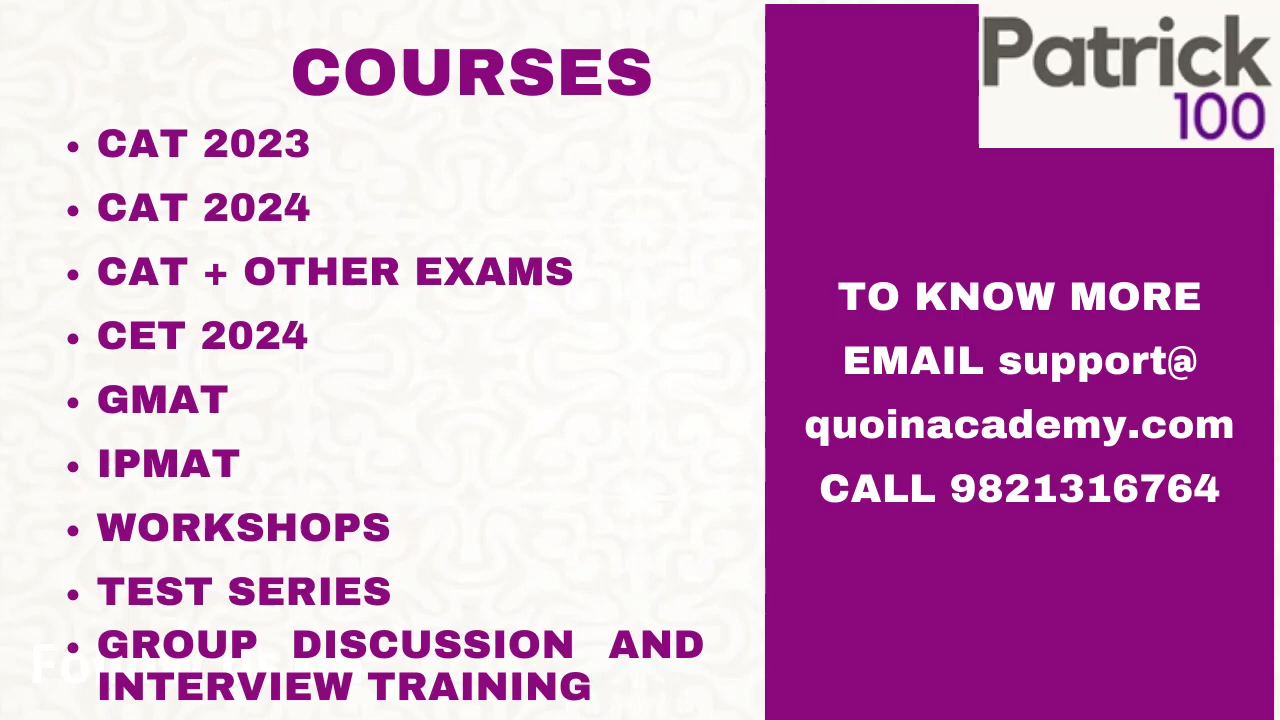 COURSES
• CAT 2023
• CAT 2024
• CAT + OTHER EXAMS
• CET 2024
• GMAT
• IPMAT
• WORKSHOPS
• TEST SERIES
• GROUP DISCUSSION AND
INTERVIEW TRAINING
Patrick
100
TO KNOW MORE
EMAIL support@
quoinacademy.com
CALL 9821316764